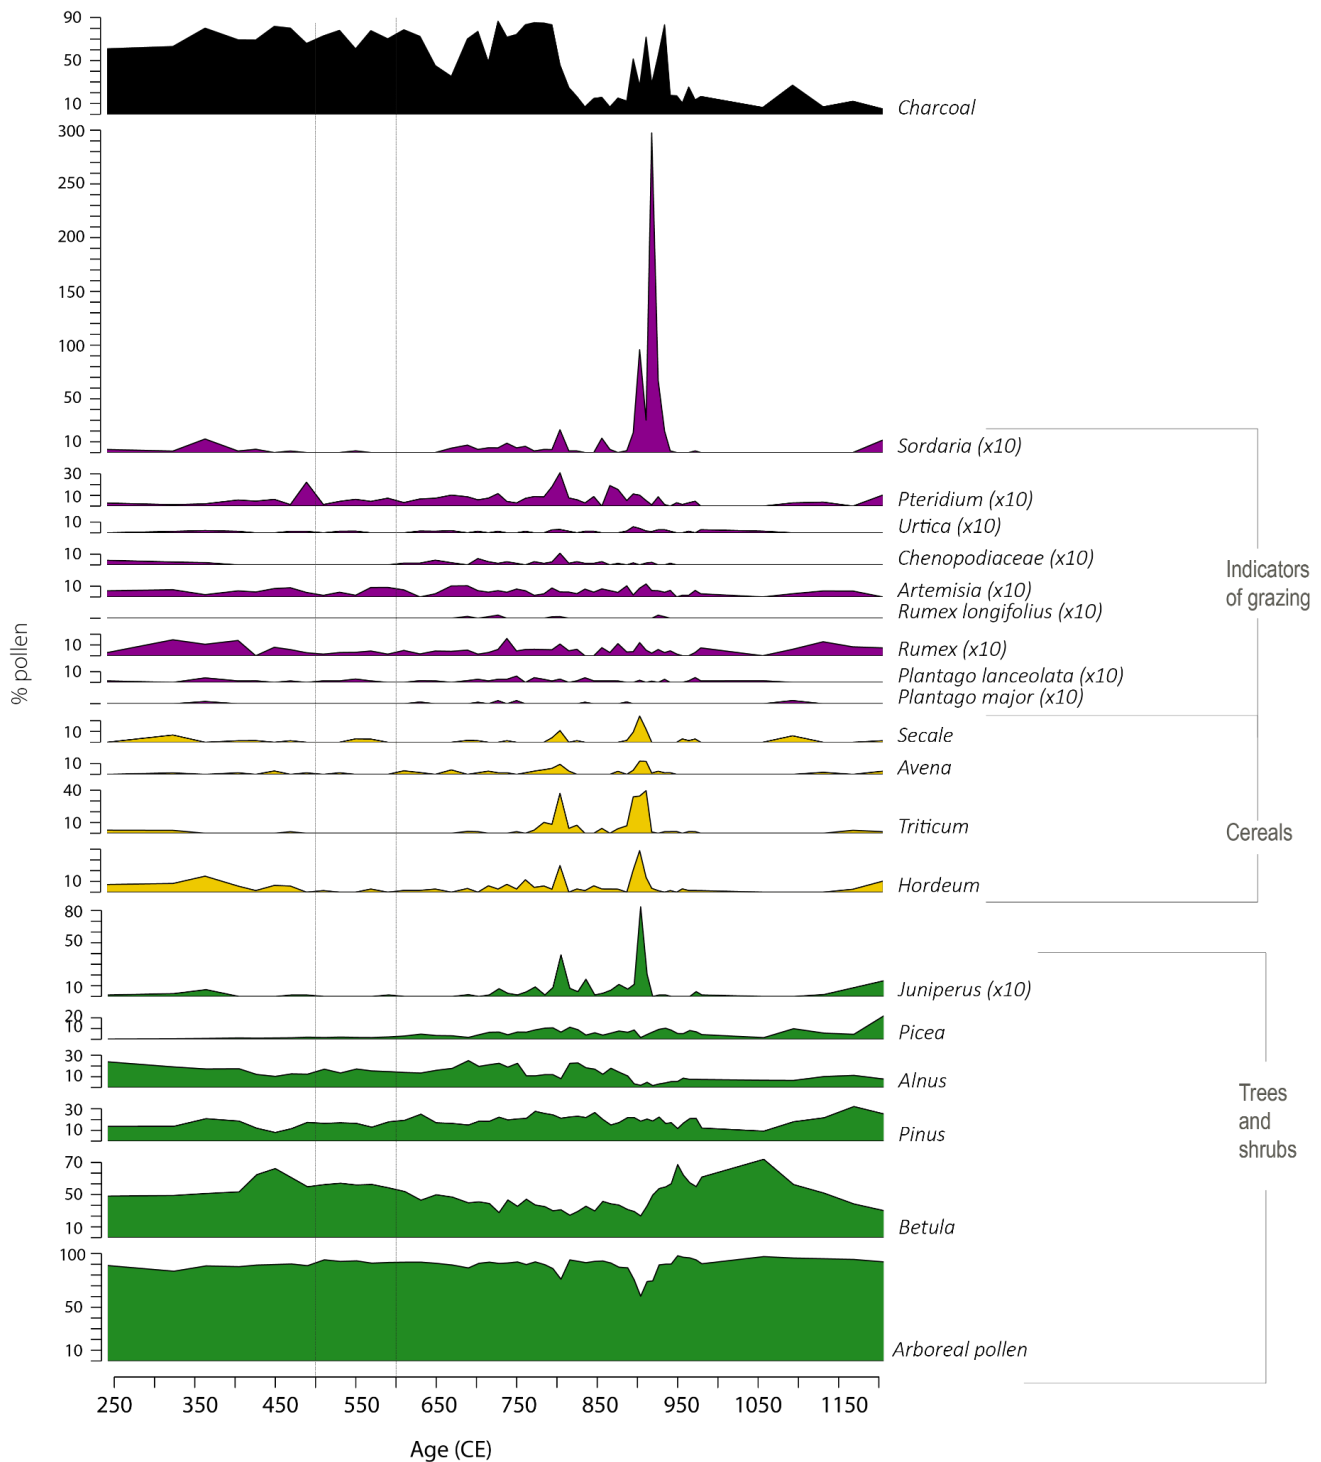 90
50
10
Charcoal
300
250
200
150
100
50
10
Sordaria (x10)
30
10
Pteridium (x10)
10
Urtica (x10)
10
Chenopodiaceae (x10)
10
Artemisia (x10)
Rumex longifolius (x10)
10
Rumex (x10)
10
Plantago lanceolata (x10)
Plantago major (x10)
Indicators
of grazing
% pollen
10
Secale
10
Avena
40
10
Triticum
10
Hordeum
Cereals
80
50
10
Juniperus (x10)
20
10
Picea
30
10
Alnus
30
10
Pinus
70
50
10
Betula
100
50
10
Arboreal pollen
Trees
and
shrubs
250 350 450 550 650 750 850 950 1050 1150
Age (CE)